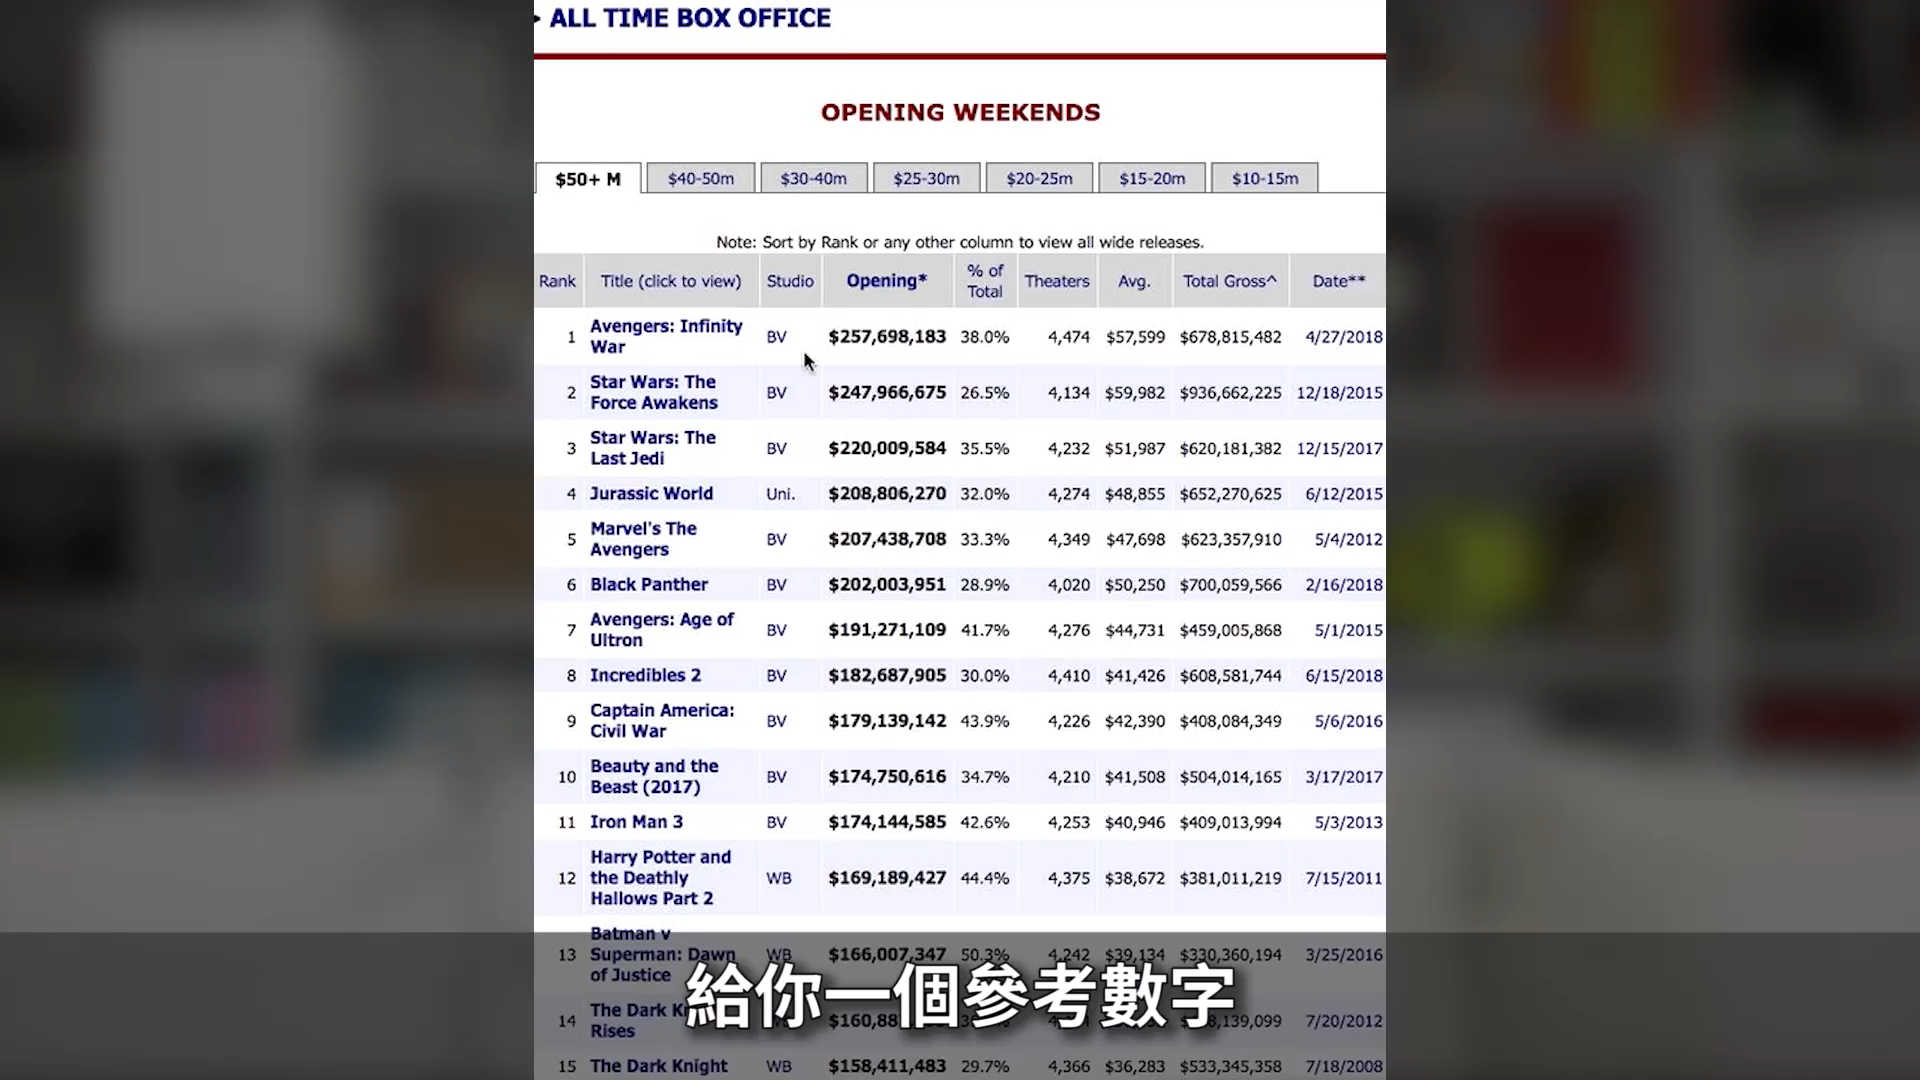 ALL TIME BOX OFFICE
OPENING WEEKENDS
$50+ M $40-50m $30-40m $25-30m $20-25m $15-20m $10-15m
Note: Sort by Rank or any other column to view all wide releases.
Rank Title (click to view) Studio Opening* % of Total Theaters Avg. Total Gross^ Date**
1 Avengers: Infinity War BV $257,698,183 38.0% 4,474 $57,599 $678,815,482 4/27/2018
2 Star Wars: The Force Awakens BV $247,966,675 26.5% 4,134 $59,982 $936,662,225 12/18/2015
3 Star Wars: The Last Jedi BV $220,009,584 35.5% 4,232 $51,987 $620,181,382 12/15/2017
4 Jurassic World Uni. $208,806,270 32.0% 4,274 $48,855 $652,270,625 6/12/2015
5 Marvel's The Avengers BV $207,438,708 33.3% 4,349 $47,698 $623,357,910 5/4/2012
6 Black Panther BV $202,003,951 28.9% 4,020 $50,250 $700,059,566 2/16/2018
7 Avengers: Age of Ultron BV $191,271,109 41.7% 4,276 $44,731 $459,005,868 5/1/2015
8 Incredibles 2 BV $182,687,905 30.0% 4,410 $41,426 $608,581,744 6/15/2018
9 Captain America: Civil War BV $179,139,142 43.9% 4,226 $42,390 $408,084,349 5/6/2016
10 Beauty and the Beast (2017) BV $174,750,616 34.7% 4,210 $41,508 $504,014,165 3/17/2017
11 Iron Man 3 BV $174,144,585 42.6% 4,253 $40,946 $409,013,994 5/3/2013
12 Harry Potter and the Deathly Hallows Part 2 WB $169,189,427 44.4% 4,375 $38,672 $381,011,219 7/15/2011
13 Batman v Superman: Dawn of Justice WB $166,007,347 50.3% 4,242 $39,134 $330,360,194 3/25/2016
14 The Dark Rises 7/20/2012
15 The Dark Knight WB $158,411,483 29.7% 4,366 $36,283 $533,345,358 7/18/2008
給你一個參考數字